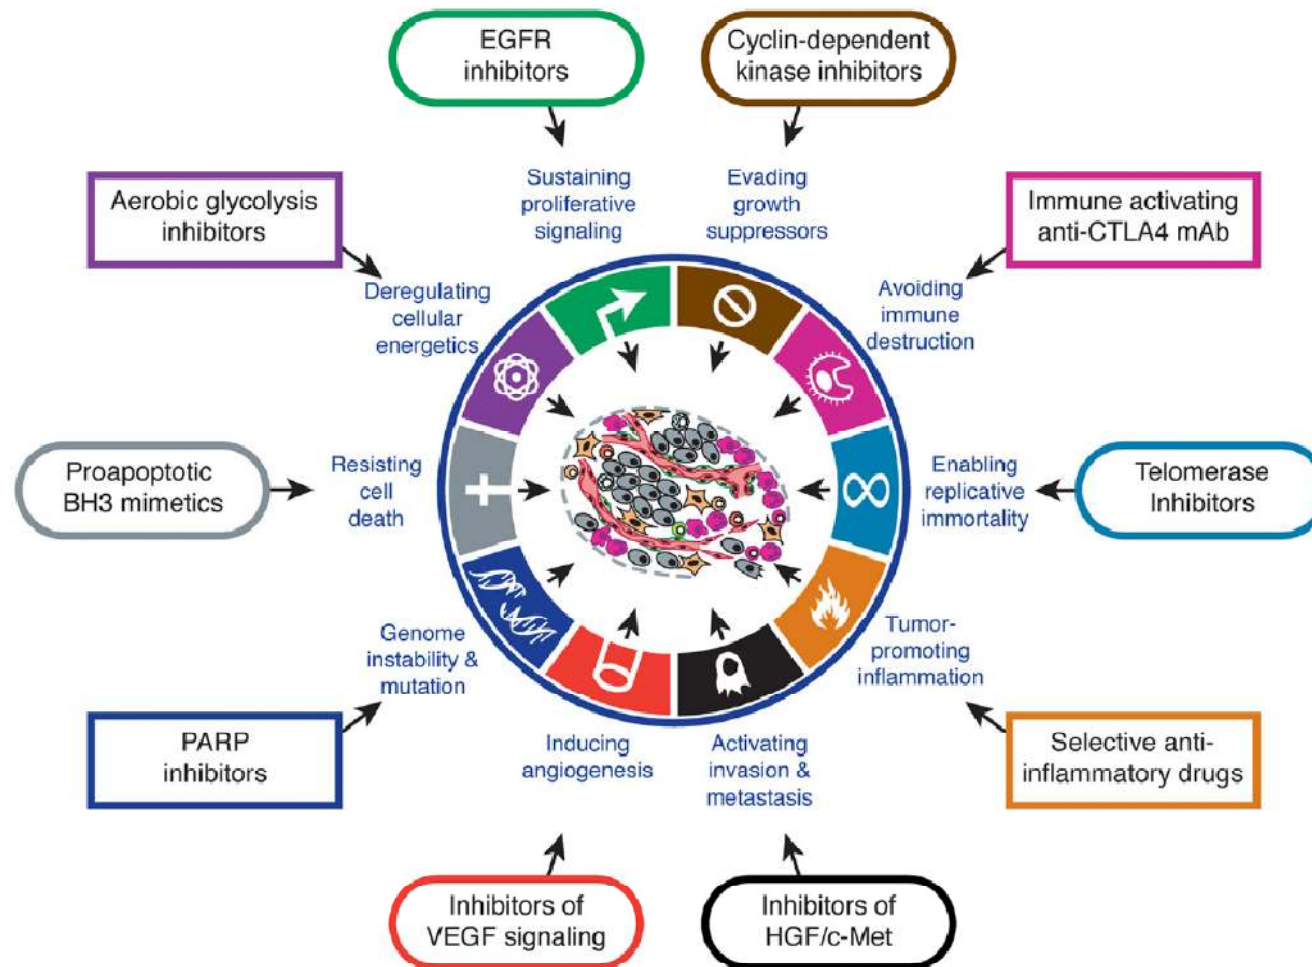 EGFR
inhibitors
Cyclin-dependent
kinase inhibitors
Sustaining
proliferative
signaling
Evading
growth
suppressors
Aerobic glycolysis
inhibitors
Immune activating
anti-CTLA4 mAb
Deregulating
cellular
energetics
Avoiding
immune
destruction
Proapoptotic
BH3 mimetics
Resisting
cell
death
Enabling
replicative
immortality
Telomerase
Inhibitors
Genome
instability &
mutation
Tumor-
promoting
inflammation
PARP
inhibitors
Inducing
angiogenesis
Activating
invasion &
metastasis
Selective anti-
inflammatory drugs
Inhibitors of
VEGF signaling
Inhibitors of
HGF/c-Met